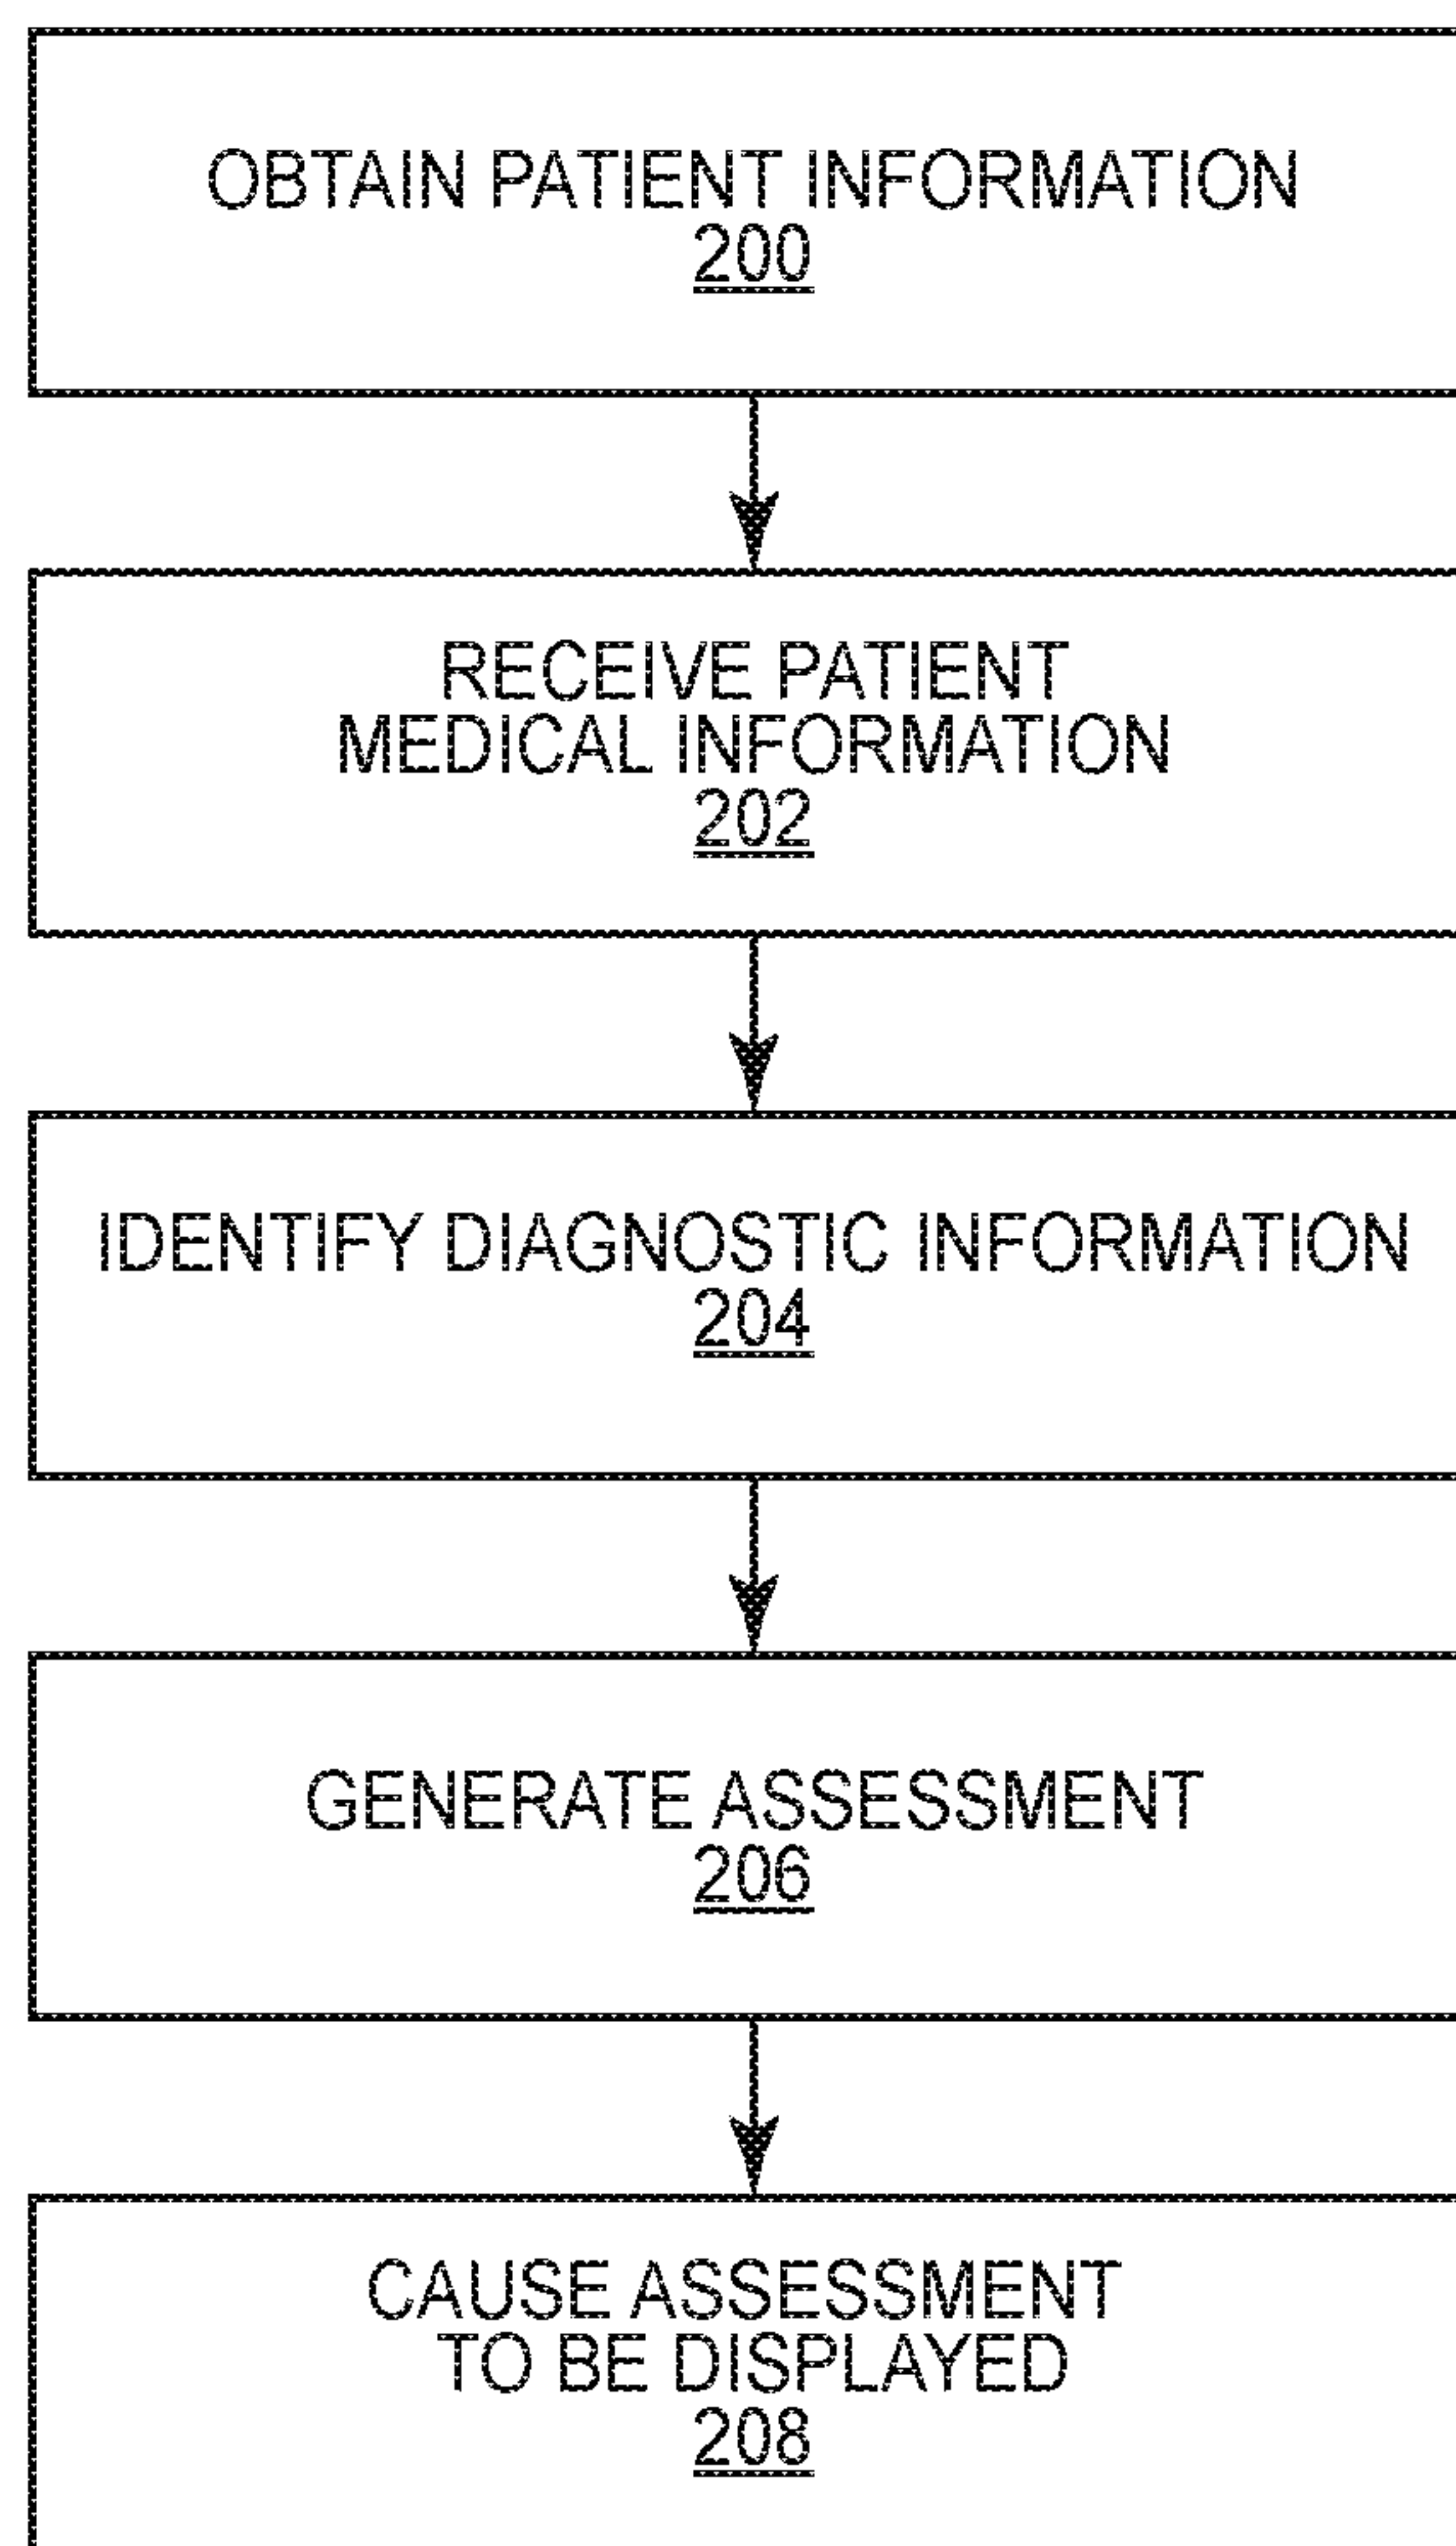 OBTAIN PATIENT INFORMATION
200
RECEIVE PATIENT
MEDICAL INFORMATION
202
IDENTIFY DIAGNOSTIC INFORMATION
204
GENERATE ASSESSMENT
206
CAUSE ASSESSMENT
TO BE DISPLAYED
208